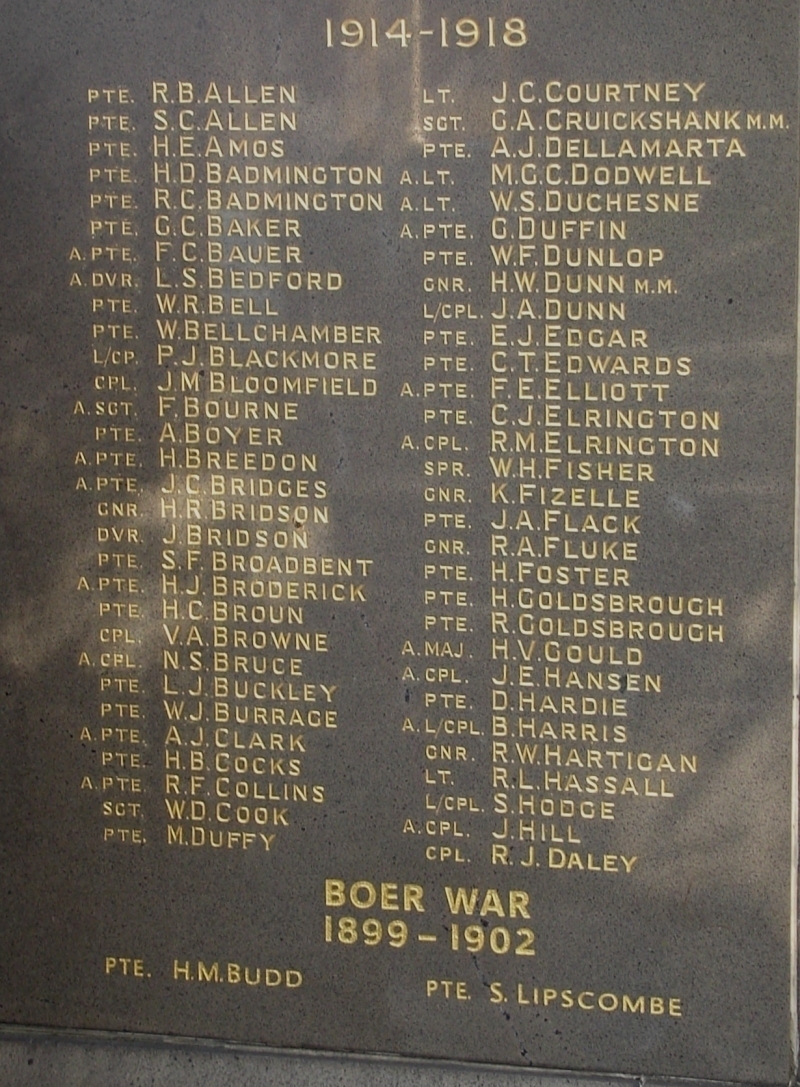 1914-1918
PTE. R.B.ALLEN
PTE. S.C.ALLEN
PTE. H.E.AMOS
PTE. H.D.BADMINGTON
PTE. R.C.BADMINGTON
PTE. G.C.BAKER
A.PTE. F.C.BAUER
A.DVR. L.S.BEDFORD
PTE. W.R.BELL
PTE. W.BELLCHAMBER
L/CP. P.J.BLACKMORE
CPL. J.M BLOOMFIELD
A.SGT. F.BOURNE
PTE. A.BOYER
A.PTE. H.BREEDON
A.PTE. J.C.BRIDGES
GNR. H.R.BRIDSON
DVR. J.BRIDSON
PTE. S.F.BROADBENT
A.PTE. H.J.BRODERICK
PTE. H.C.BROUN
CPL. V.A.BROWNE
A.CPL. N.S.BRUCE
PTE. L.J.BUCKLEY
PTE. W.J.BURRAGE
A.PTE. A.J.CLARK
PTE. H.B.COCKS
A.PTE. R.F.COLLINS
SGT. W.D.COOK
PTE. M.DUFFY
LT. J.C.COURTNEY
SGT. G.A.CRUICKSHANK M.M.
PTE. A.J.DELLAMARTA
A.LT. M.G.C.DODWELL
A.LT. W.S.DUCHESNE
A.PTE. G.DUFFIN
PTE. W.F.DUNLOP
GNR. H.W.DUNN M.M.
L/CPL. J.A.DUNN
PTE. E.J.EDGAR
PTE. C.T.EDWARDS
A.PTE. F.E.ELLIOTT
PTE. C.J.ELRINGTON
A.CPL. R.M.ELRINGTON
SPR. W.H.FISHER
GNR. K.FIZELLE
PTE. J.A.FLACK
GNR. R.A.FLUKE
PTE. H.FOSTER
PTE. H.GOLDSBROUGH
PTE. R.GOLDSBROUGH
A.MAJ. H.V.GOULD
A.CPL. J.E.HANSEN
PTE. D.HARDIE
A.L/CPL. B.HARRIS
GNR. R.W.HARTIGAN
LT. R.L.HASSALL
L/CPL. S.HODGE
A.CPL. J.HILL
CPL. R.J.DALEY
BOER WAR
1899-1902
PTE. H.M.BUDD
PTE. S.LIPSCOMBE